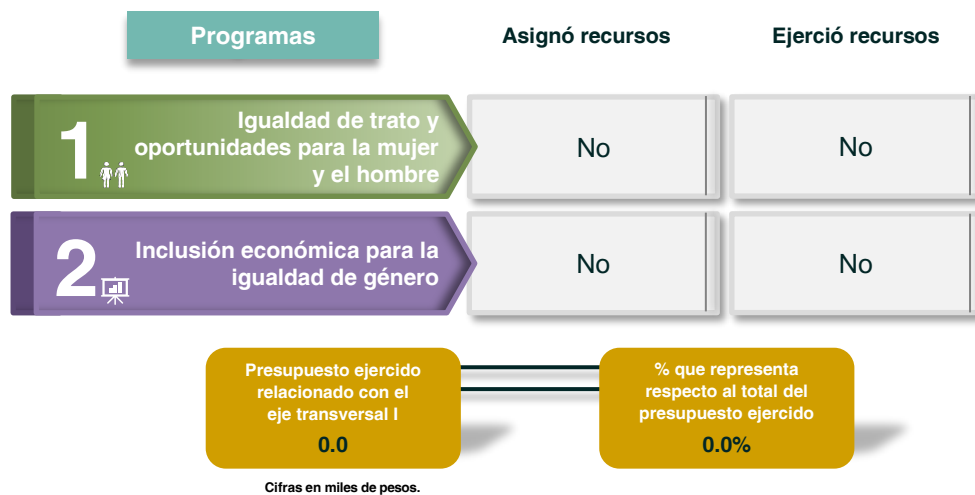 Programas
Asignó recursos
Ejerció recursos
1
Igualdad de trato y
oportunidades para la mujer
y el hombre
No
No
2
Inclusión económica para la
igualdad de género
No
No
Presupuesto ejercido
relacionado con el
eje transversal I
0.0
% que representa
respecto al total del
presupuesto ejercido
0.0%
Cifras en miles de pesos.